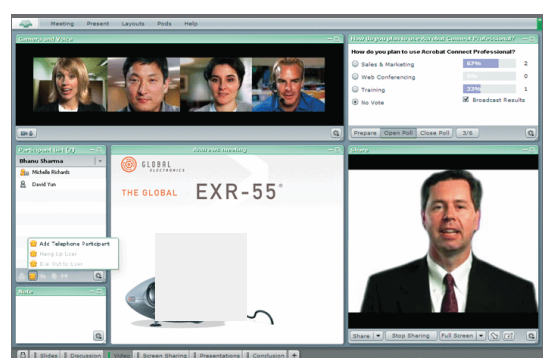 Meeting Present Layouts Pods Help
Camera and Voice
How do you plan to use Acrobat Connect Professional?
How do you plan to use Acrobat Connect Professional?
Sales & Marketing 67% 2
Web Conferencing 0% 0
Training 33% 1
No Vote Broadcast Results
Prepare Open Poll Close Poll 3/6
Bhanu Sharma
Michelle Richards
David Yun
Add Telephone Participant
Hang Up User
Note
meeting
GLOBAL
ELECTRONICS
THE GLOBAL EXR-55®
Share
Share Stop Sharing Full Screen
Slides Discussion Video Screen Sharing Presentations Conclusion +